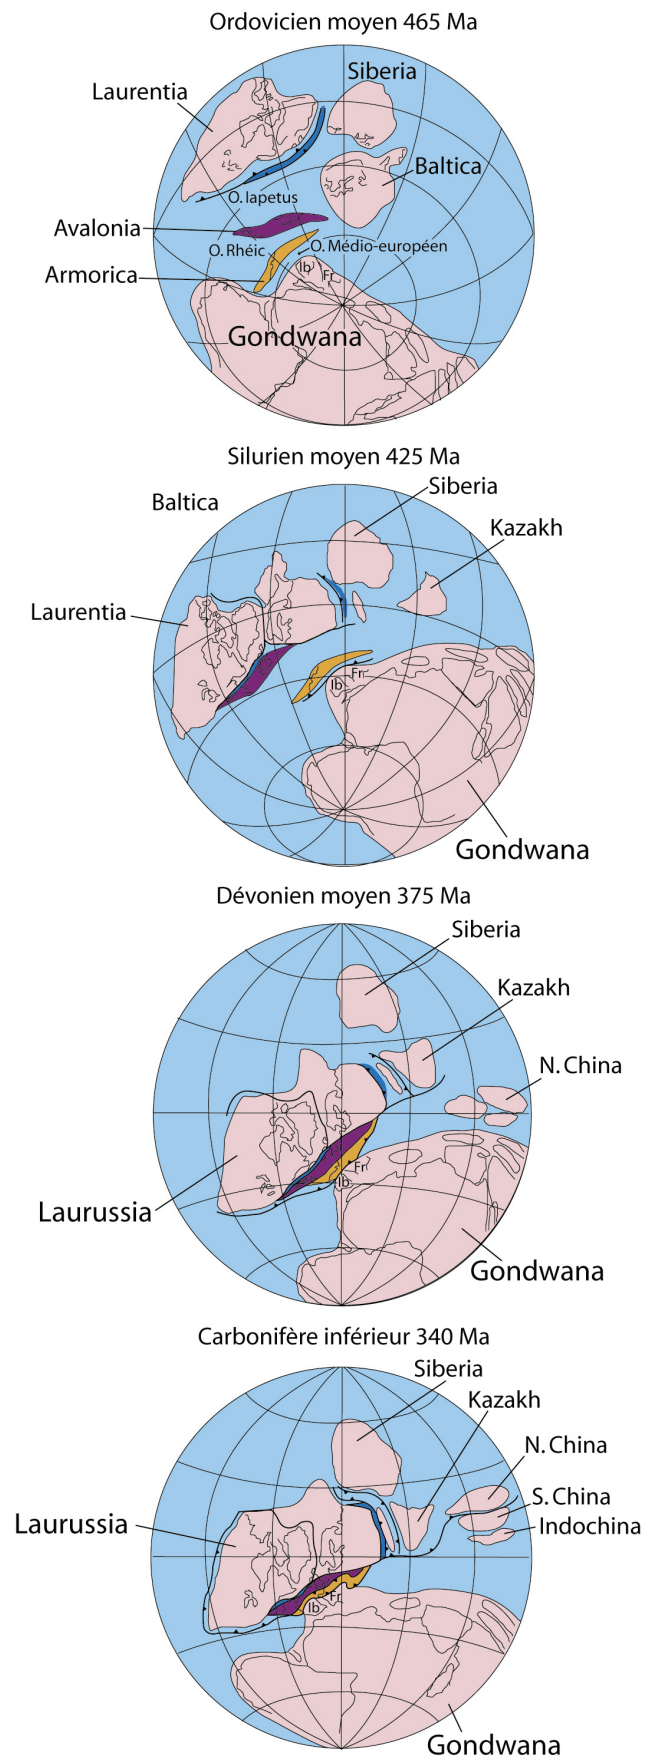 Ordovicien moyen 465 Ma
Siberia
Laurentia
Baltica
O. Iapetus
Avalonia
O. Rhéic
O. Médio-européen
Armorica
Ib
Fr
Gondwana
Silurien moyen 425 Ma
Siberia
Baltica
Kazakh
Laurentia
Fr
Ib
Gondwana
Dévonien moyen 375 Ma
Siberia
Kazakh
N. China
Fr
Ib
Laurussia
Gondwana
Carbonifère inférieur 340 Ma
Siberia
Kazakh
N. China
S. China
Laurussia
Indochina
Fr
Ib
Gondwana